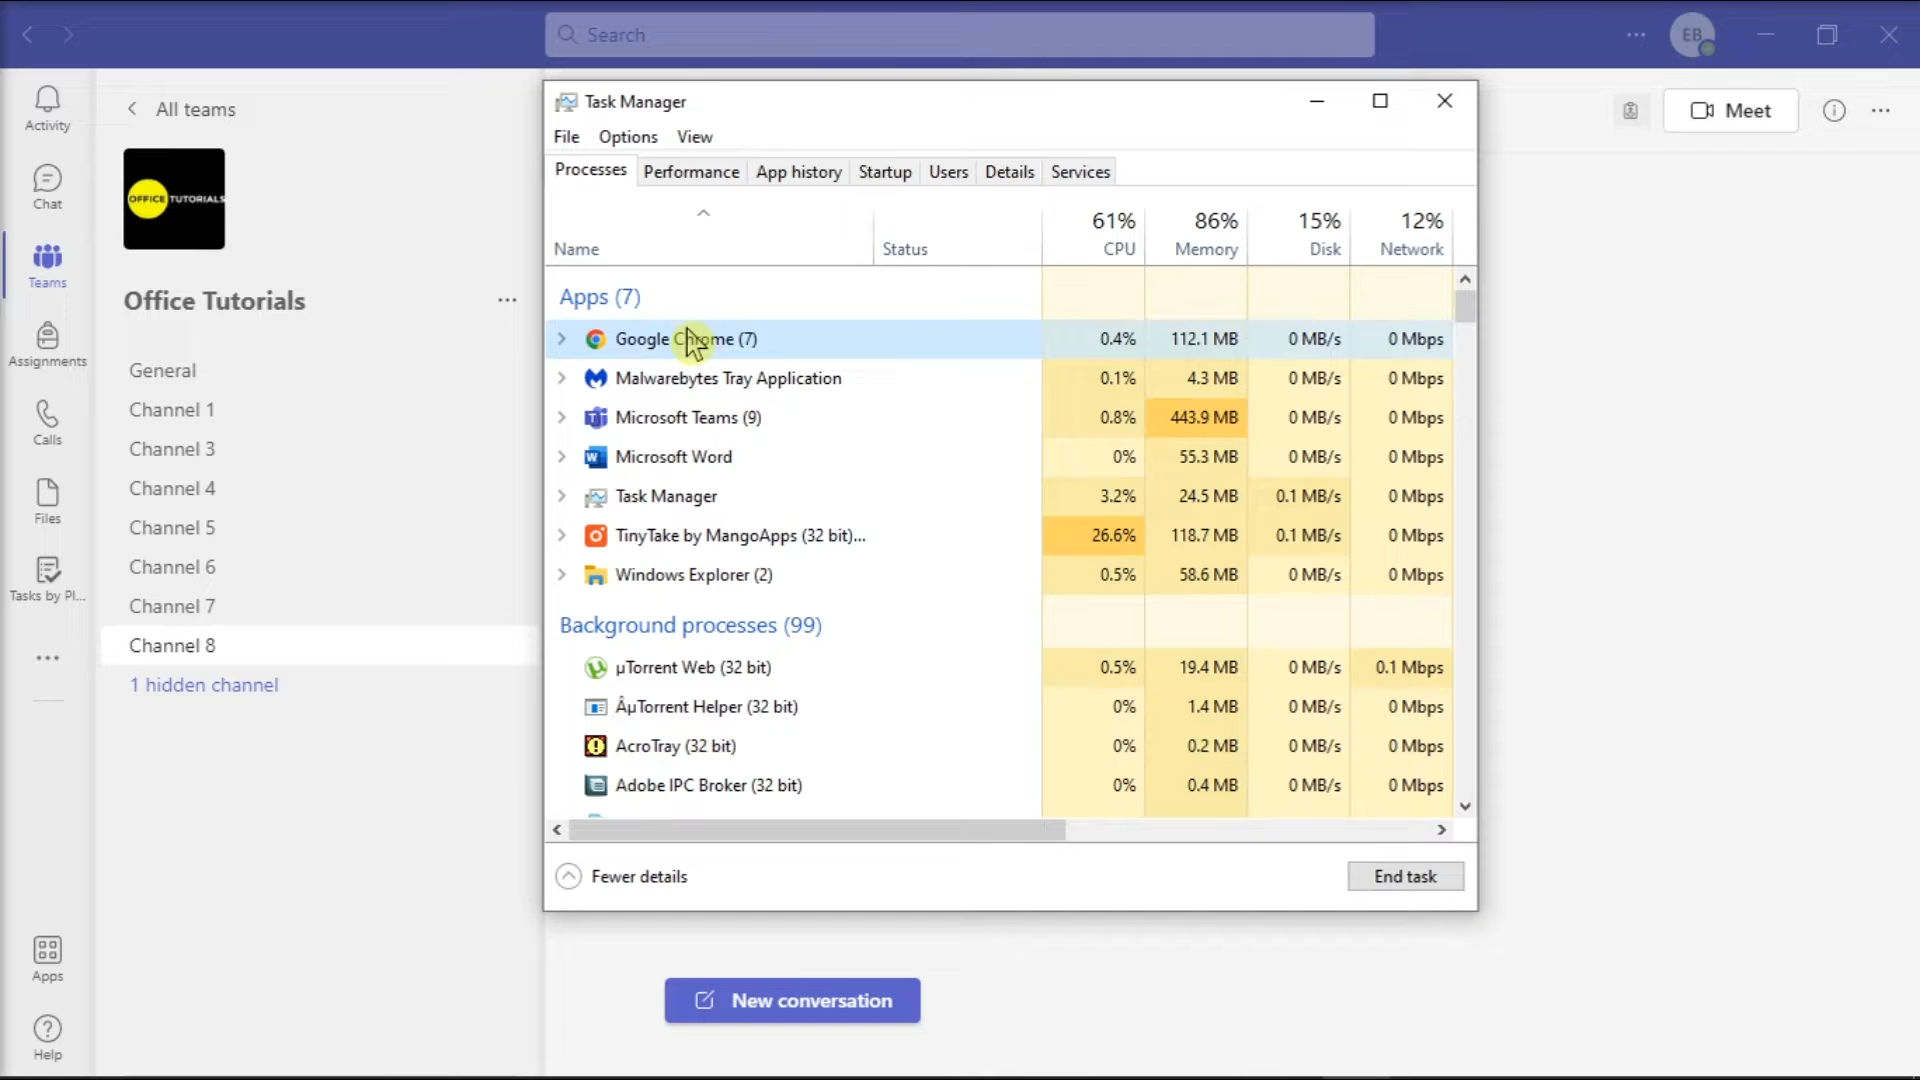 Search
EB
Activity
Chat
Teams
Assignments
Calls
Files
Tasks by Pl...
Apps
Help
All teams
OFFICE TUTORIALS
Office Tutorials
General
Channel 1
Channel 3
Channel 4
Channel 5
Channel 6
Channel 7
Channel 8
1 hidden channel
Meet
Task Manager
File Options View
Processes Performance App history Startup Users Details Services
61% 86% 15% 12%
Name Status CPU Memory Disk Network
Apps (7)
Google Chrome (7) 0.4% 112.1 MB 0 MB/s 0 Mbps
Malwarebytes Tray Application 0.1% 4.3 MB 0 MB/s 0 Mbps
Microsoft Teams (9) 0.8% 443.9 MB 0 MB/s 0 Mbps
Microsoft Word 0% 55.3 MB 0 MB/s 0 Mbps
Task Manager 3.2% 24.5 MB 0.1 MB/s 0 Mbps
TinyTake by MangoApps (32 bit)... 26.6% 118.7 MB 0.1 MB/s 0 Mbps
Windows Explorer (2) 0.5% 58.6 MB 0 MB/s 0 Mbps
Background processes (99)
µTorrent Web (32 bit) 0.5% 19.4 MB 0 MB/s 0.1 Mbps
ÂµTorrent Helper (32 bit) 0% 1.4 MB 0 MB/s 0 Mbps
AcroTray (32 bit) 0% 0.2 MB 0 MB/s 0 Mbps
Adobe IPC Broker (32 bit) 0% 0.4 MB 0 MB/s 0 Mbps
Fewer details
End task
New conversation